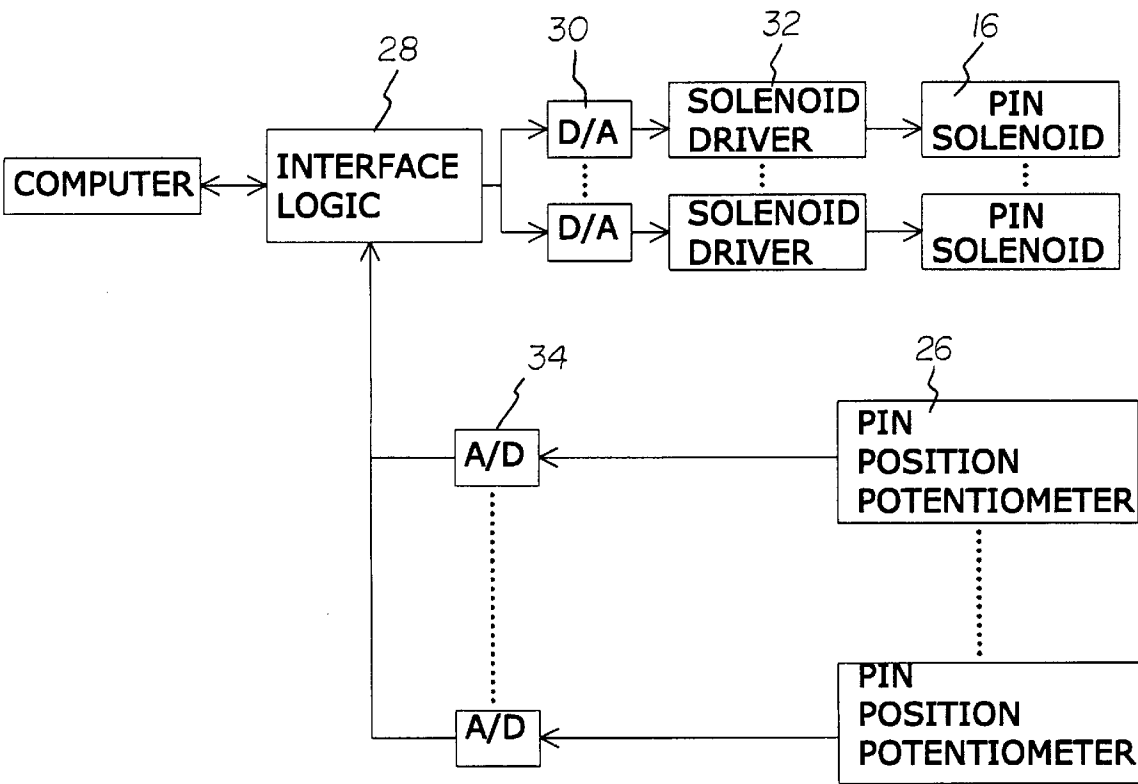 28
30
32
16
COMPUTER
INTERFACE
LOGIC
D/A
SOLENOID
DRIVER
PIN
SOLENOID
D/A
SOLENOID
DRIVER
PIN
SOLENOID
34
26
A/D
PIN
POSITION
POTENTIOMETER
A/D
PIN
POSITION
POTENTIOMETER